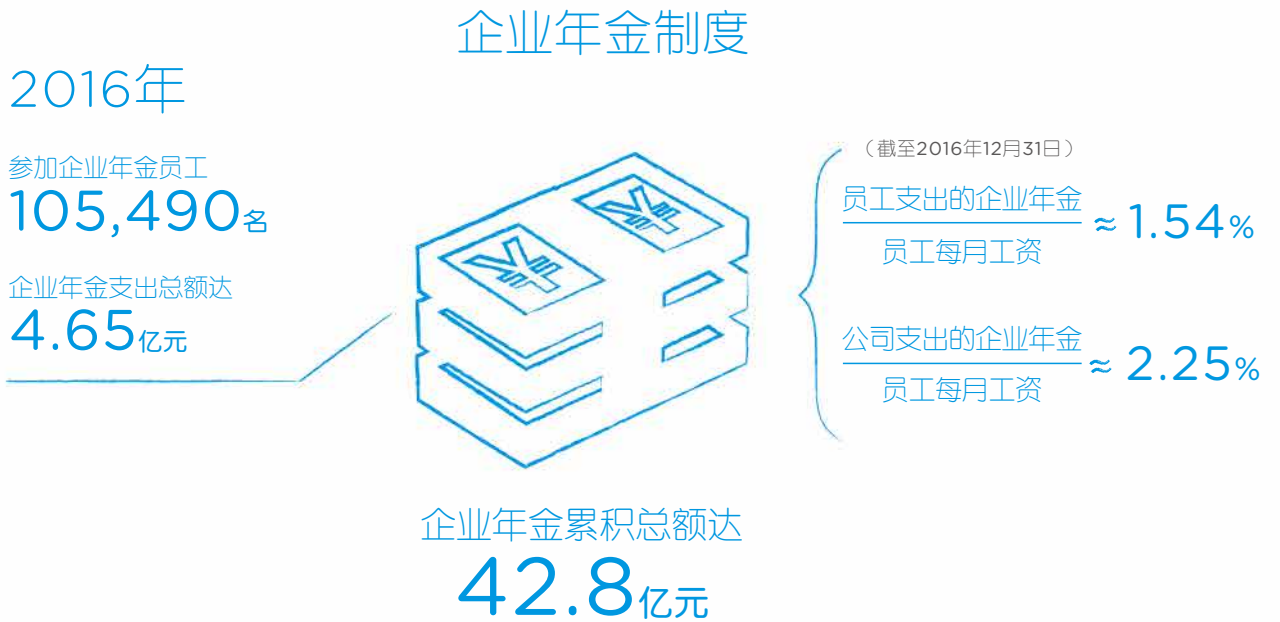 企业年金制度
2016年
参加企业年金员工
105,490名
企业年金支出总额达
4.65亿元
（截至2016年12月31日）
员工支出的企业年金
员工每月工资
≈ 1.54%
公司支出的企业年金
员工每月工资
≈ 2.25%
企业年金累积总额达
42.8亿元